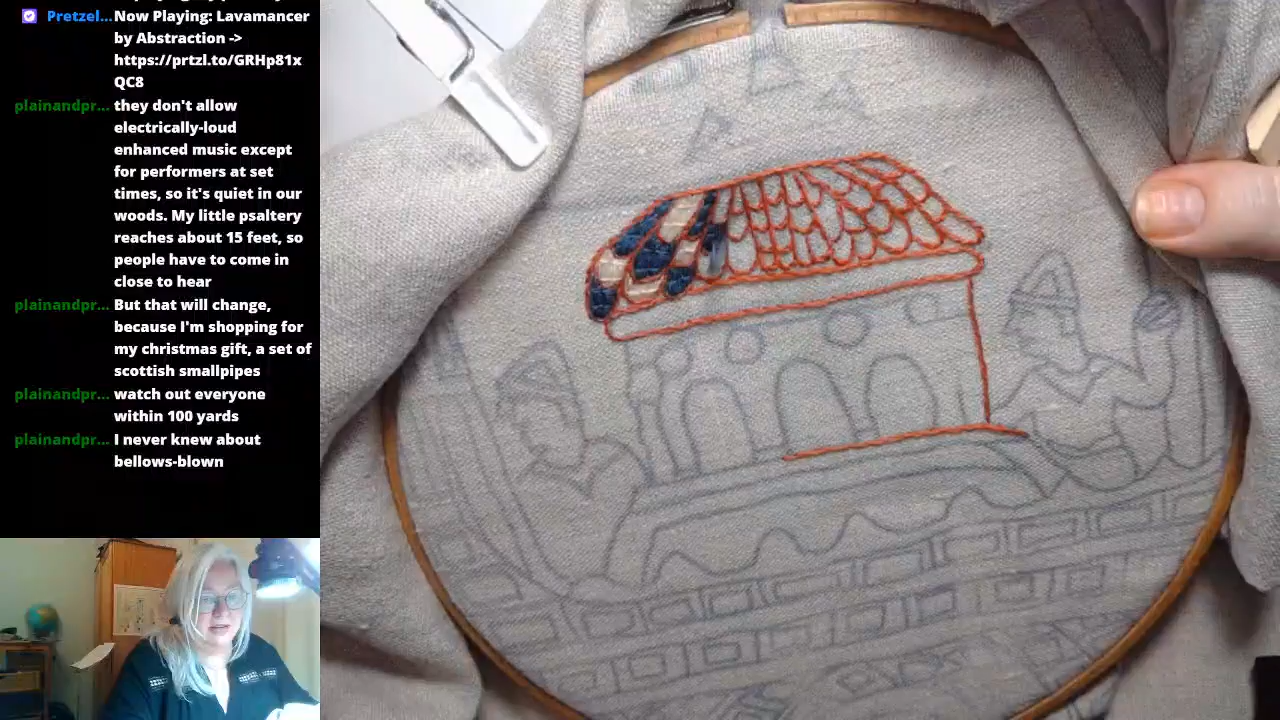 Pretzel... Now Playing: Lavamancer
by Abstraction ->
https://prtzl.to/GRHp81x
QC8
plainandpr... they don't allow
electrically-loud
enhanced music except
for performers at set
times, so it's quiet in our
woods. My little psaltery
reaches about 15 feet, so
people have to come in
close to hear
plainandpr... But that will change,
because I'm shopping for
my christmas gift, a set of
scottish smallpipes
plainandpr... watch out everyone
within 100 yards
plainandpr... I never knew about
bellows-blown